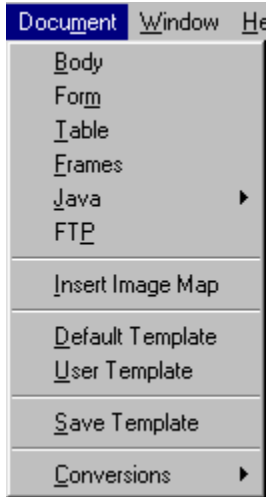 Document Window He
Body
Form
Table
Frames
Java
FTP
Insert Image Map
Default Template
User Template
Save Template
Conversions